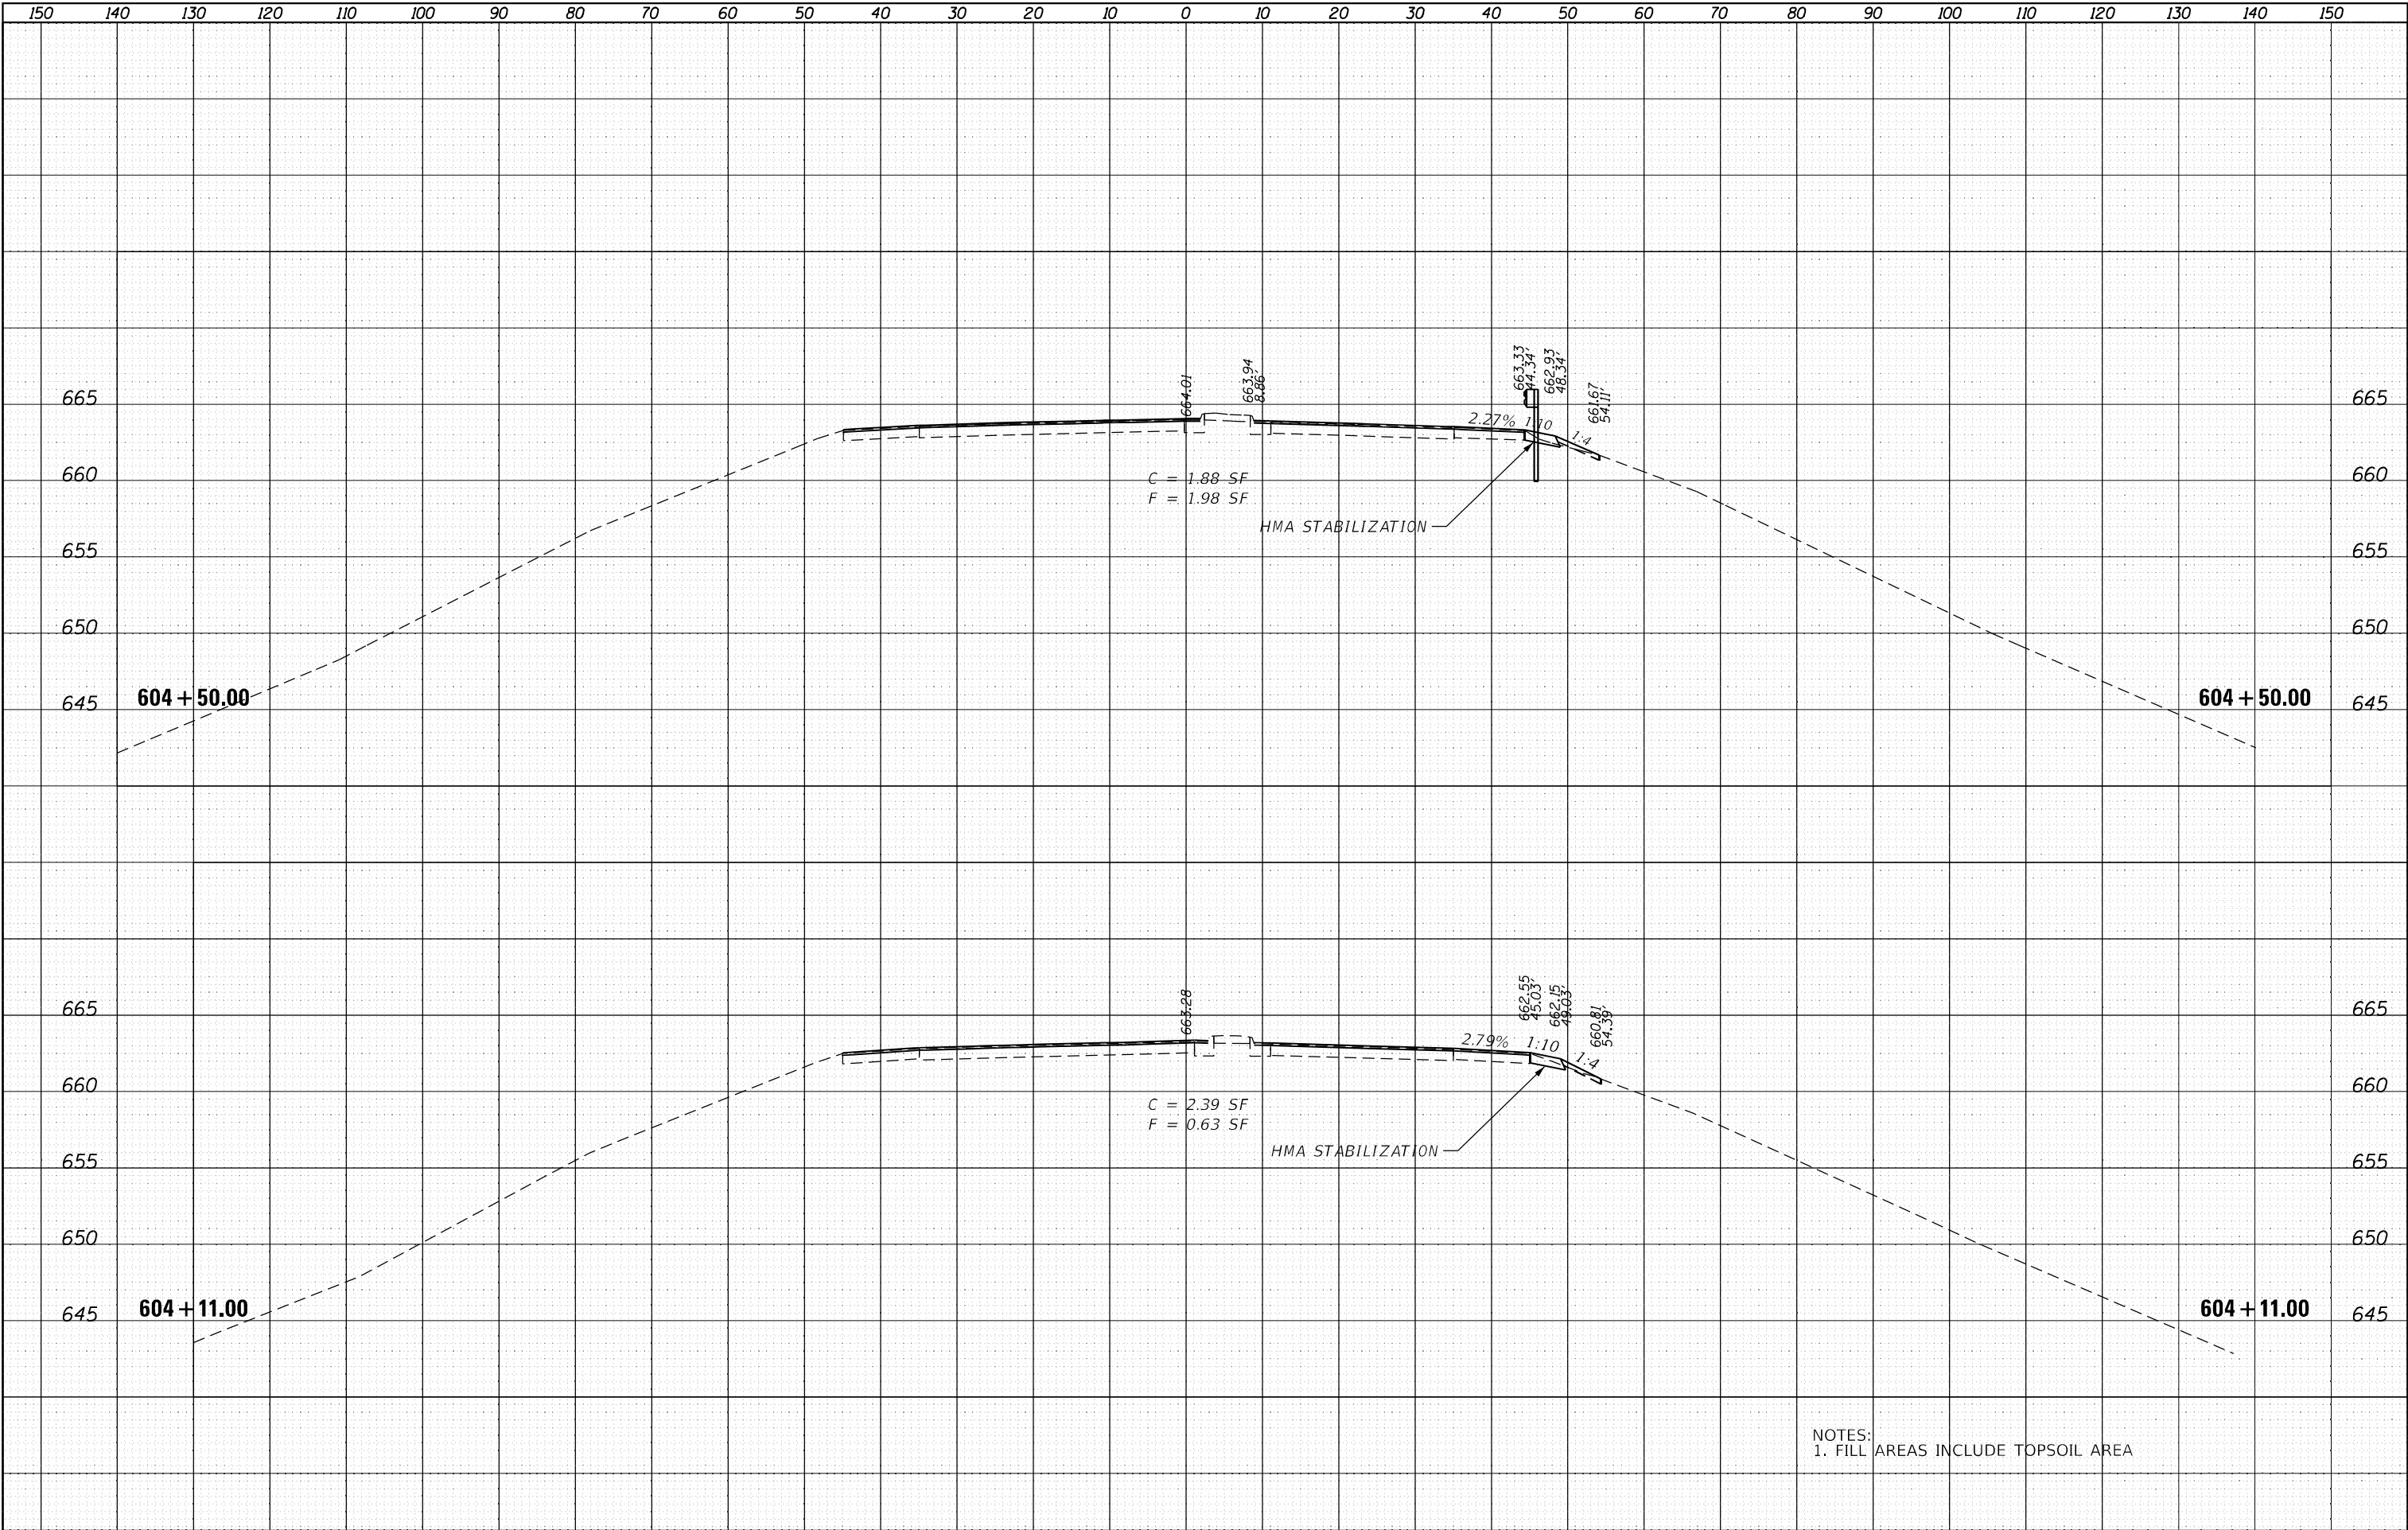 150 140 130 120 110 100 90 80 70 60 50 40 30 20 10 0 10 20 30 40 50 60 70 80 90 100 110 120 130 140 150
664.01
663.94
8.86'
663.33
44.34'
662.93
48.34'
661.67
54.11'
665 665
2.27% 1:10 1:4
660 660
C = 1.88 SF
F = 1.98 SF
HMA STABILIZATION
655 655
650 650
604+50.00 604+50.00
645 645
663.28
662.55
45.03'
662.15
49.03'
660.81
54.39'
665 665
2.79% 1:10 1:4
660 660
C = 2.39 SF
F = 0.63 SF
HMA STABILIZATION
655 655
650 650
604+11.00 604+11.00
645 645
NOTES:
1. FILL AREAS INCLUDE TOPSOIL AREA